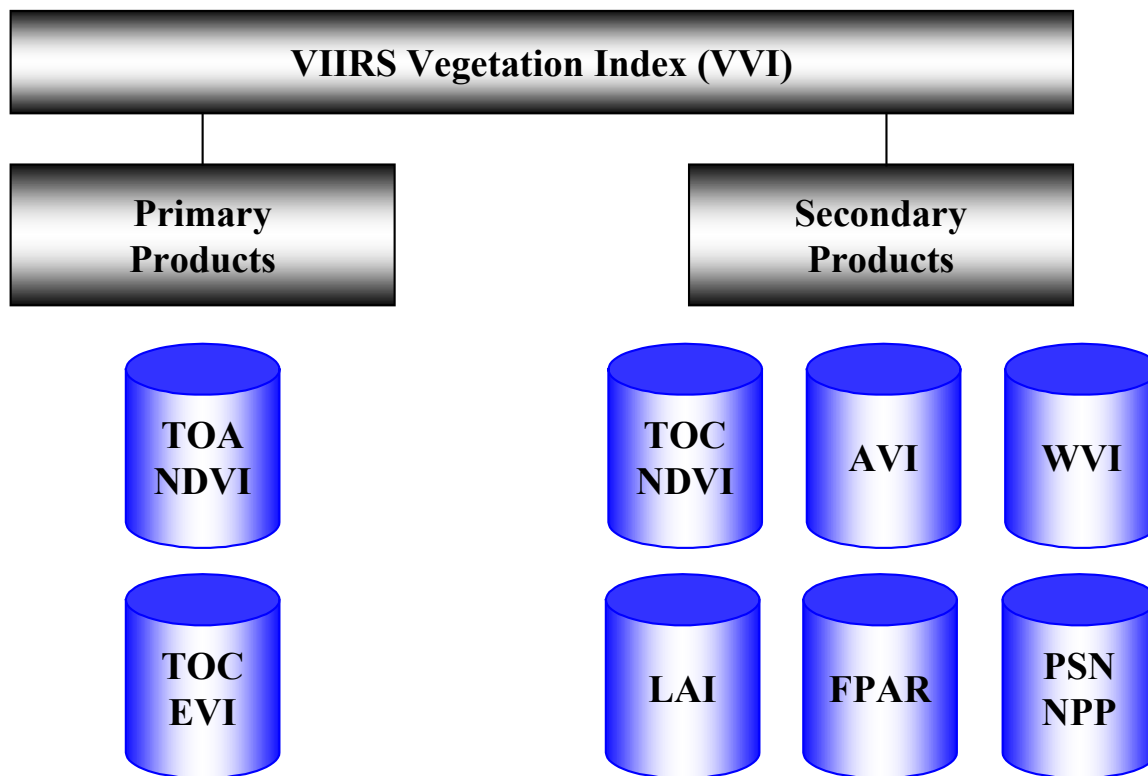 VIIRS Vegetation Index (VVI)
Primary
Products
Secondary
Products
TOA
NDVI
TOC
NDVI
AVI
WVI
TOC
EVI
LAI
FPAR
PSN
NPP